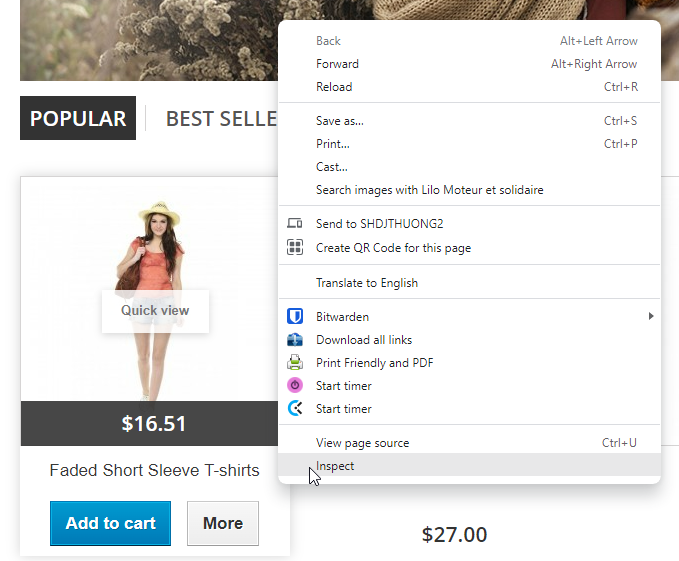 POPULAR
BEST SELLE
Quick view
$16.51
Faded Short Sleeve T-shirts
Add to cart
More
$27.00
Back Alt+Left Arrow
Forward Alt+Right Arrow
Reload Ctrl+R
Save as... Ctrl+S
Print... Ctrl+P
Cast...
Search images with Lilo Moteur et solidaire
Send to SHDJTHUONG2
Create QR Code for this page
Translate to English
Bitwarden
Download all links
Print Friendly and PDF
Start timer
Start timer
View page source Ctrl+U
Inspect